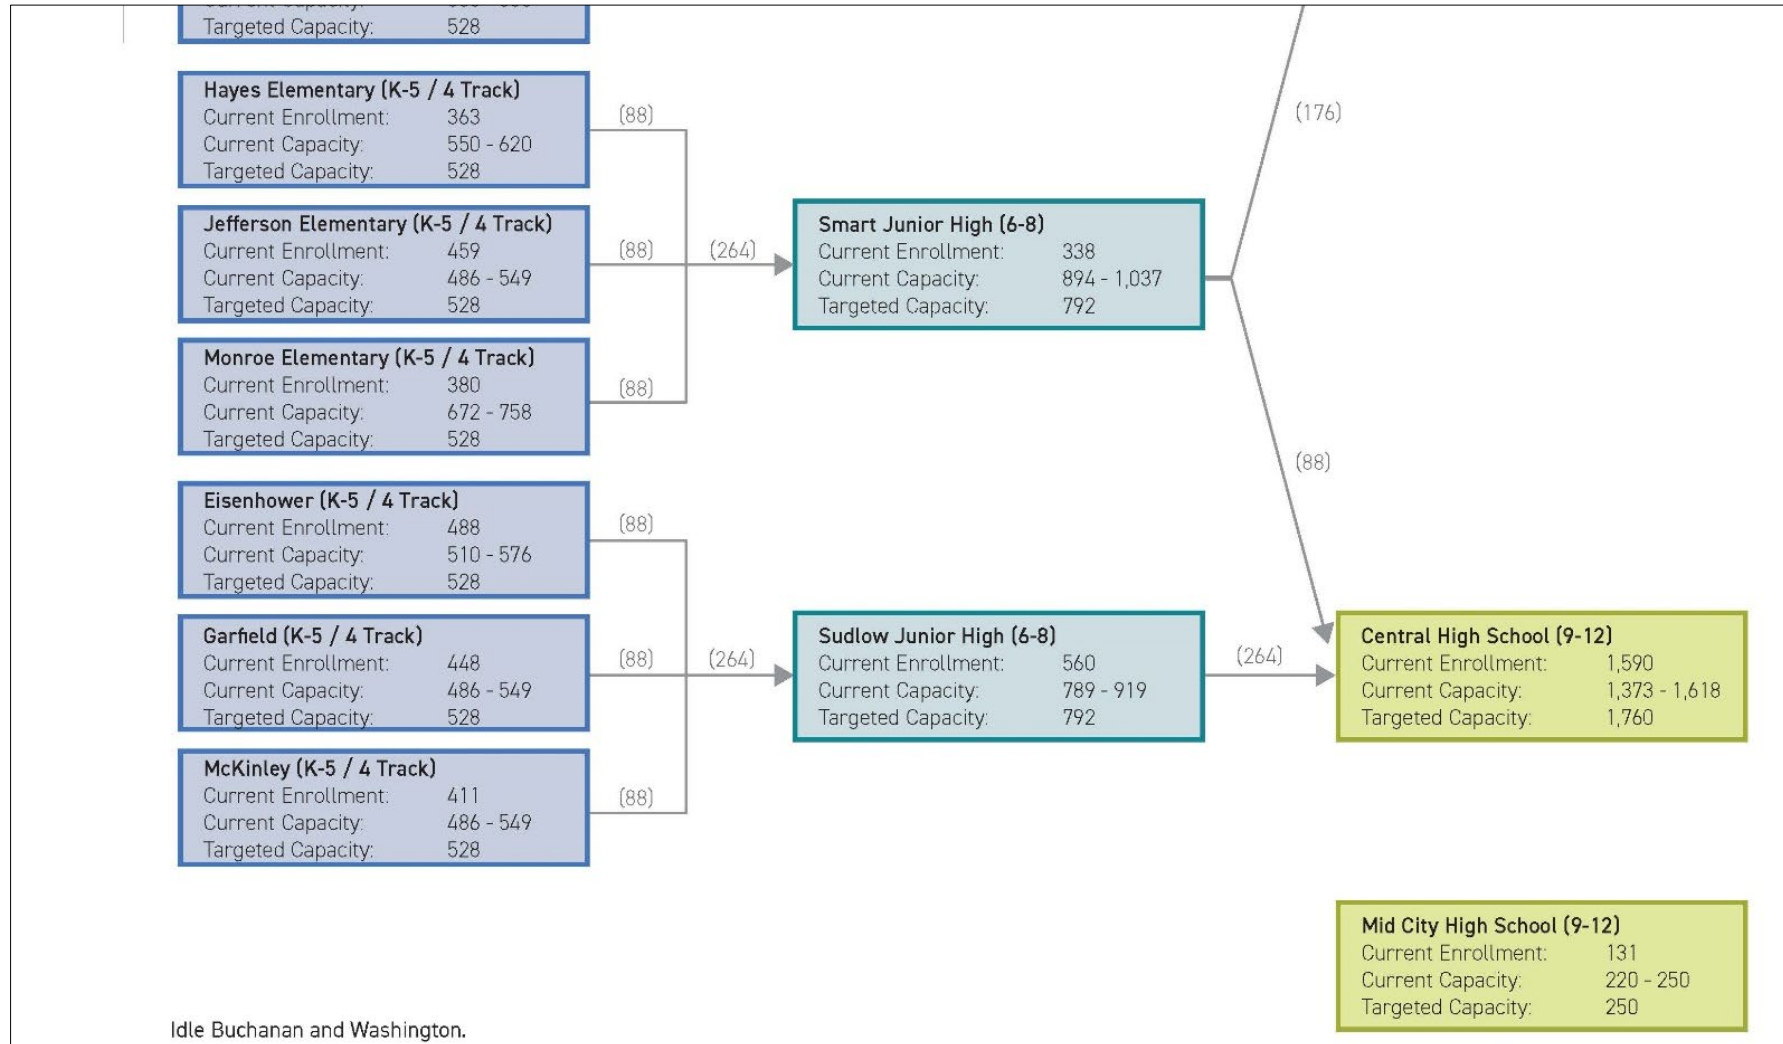 Targeted Capacity: 528
Hayes Elementary (K-5 / 4 Track)
Current Enrollment: 363
Current Capacity: 550 - 620
Targeted Capacity: 528
(88)
Jefferson Elementary (K-5 / 4 Track)
Current Enrollment: 459
Current Capacity: 486 - 549
Targeted Capacity: 528
(88)
Monroe Elementary (K-5 / 4 Track)
Current Enrollment: 380
Current Capacity: 672 - 758
Targeted Capacity: 528
(88)
(264)
Smart Junior High (6-8)
Current Enrollment: 338
Current Capacity: 894 - 1,037
Targeted Capacity: 792
(176)
(88)
Eisenhower (K-5 / 4 Track)
Current Enrollment: 488
Current Capacity: 510 - 576
Targeted Capacity: 528
(88)
Garfield (K-5 / 4 Track)
Current Enrollment: 448
Current Capacity: 486 - 549
Targeted Capacity: 528
(88)
McKinley (K-5 / 4 Track)
Current Enrollment: 411
Current Capacity: 486 - 549
Targeted Capacity: 528
(88)
(264)
Sudlow Junior High (6-8)
Current Enrollment: 560
Current Capacity: 789 - 919
Targeted Capacity: 792
(264)
Central High School (9-12)
Current Enrollment: 1,590
Current Capacity: 1,373 - 1,618
Targeted Capacity: 1,760
Mid City High School (9-12)
Current Enrollment: 131
Current Capacity: 220 - 250
Targeted Capacity: 250
Idle Buchanan and Washington.